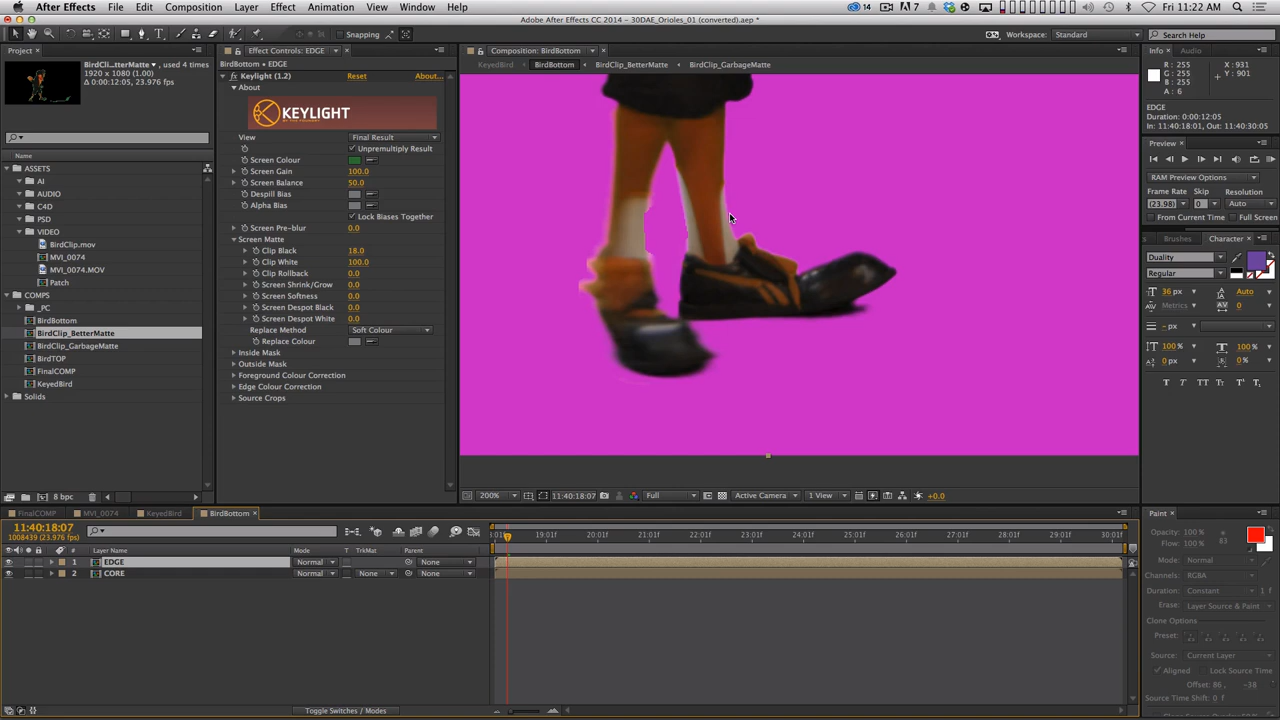 After Effects File Edit Composition Layer Effect Animation View Window Help 14 7 Fri 11:22 AM
Adobe After Effects CC 2014 - 30DAE_Orioles_01 (converted).aep *
Snapping Workspace: Standard Search Help
Project
BirdCli...tterMatte, used 4 times
1920 x 1080 (1.00)
Δ 0:00:12:05, 23.976 fps
Name
ASSETS
AI
AUDIO
C4D
PSD
VIDEO
BirdClip.mov
MVI_0074
MVI_0074.MOV
Patch
COMPS
_PC
BirdBottom
BirdClip_BetterMatte
BirdClip_GarbageMatte
BirdTOP
FinalCOMP
KeyedBird
Solids
8 bpc
Effect Controls: EDGE
BirdBottom • EDGE
fx Keylight (1.2) Reset About...
About
KEYLIGHT
View Final Result
Unpremultiply Result
Screen Colour
Screen Gain 100.0
Screen Balance 50.0
Despill Bias
Alpha Bias
Lock Biases Together
Screen Pre-blur 0.0
Screen Matte
Clip Black 18.0
Clip White 100.0
Clip Rollback 0.0
Screen Shrink/Grow 0.0
Screen Softness 0.0
Screen Despot Black 0.0
Screen Despot White 0.0
Replace Method Soft Colour
Replace Colour
Inside Mask
Outside Mask
Foreground Colour Correction
Edge Colour Correction
Source Crops
Composition: BirdBottom
KeyedBird BirdBottom BirdClip_BetterMatte BirdClip_GarbageMatte
200% 11:40:18:07 Full Active Camera 1 View +0.0
Info Audio
R : 255
G : 255
B : 255
A : 6
X : 931
Y : 901
EDGE
Duration: 0:00:12:05
In: 11:40:18:01, Out: 11:40:30:05
Preview
RAM Preview Options
Frame Rate Skip Resolution
(23.98) 0 Auto
From Current Time Full Screen
Brushes Character
Duality
Regular
36 px Auto
Metrics 0
- px
100% 100%
0 px 0%
T T TT Tt T¹ T₁
FinalCOMP MVI_0074 KeyedBird BirdBottom
11:40:18:07
1008439 (23.976 fps)
# Layer Name Mode T TrkMat Parent
1 EDGE Normal None
2 CORE Normal None None
19:01f 20:01f 21:01f 22:01f 23:01f 24:01f 25:01f 26:01f 27:01f 28:01f 29:01f 30:01f
Toggle Switches / Modes
Paint
Opacity: 100 %
Flow: 100 % 83
Mode: Normal
Channels: RGBA
Duration: Constant 1 f
Erase: Layer Source & Paint
Clone Options
Preset:
Source: Current Layer
Aligned Lock Source Time
Offset: 86 , -38
Source Time Shift: 0 f